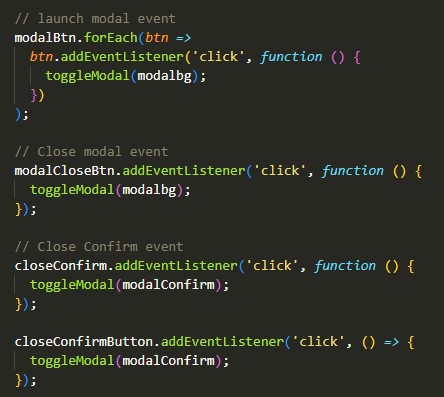 // launch modal event
modalBtn.forEach(btn =>
  btn.addEventListener('click', function () {
    toggleModal(modalbg);
  })
);

// Close modal event
modalCloseBtn.addEventListener('click', function () {
  toggleModal(modalbg);
});

// Close Confirm event
closeConfirm.addEventListener('click', function () {
  toggleModal(modalConfirm);
});

closeConfirmButton.addEventListener('click', () => {
  toggleModal(modalConfirm);
});